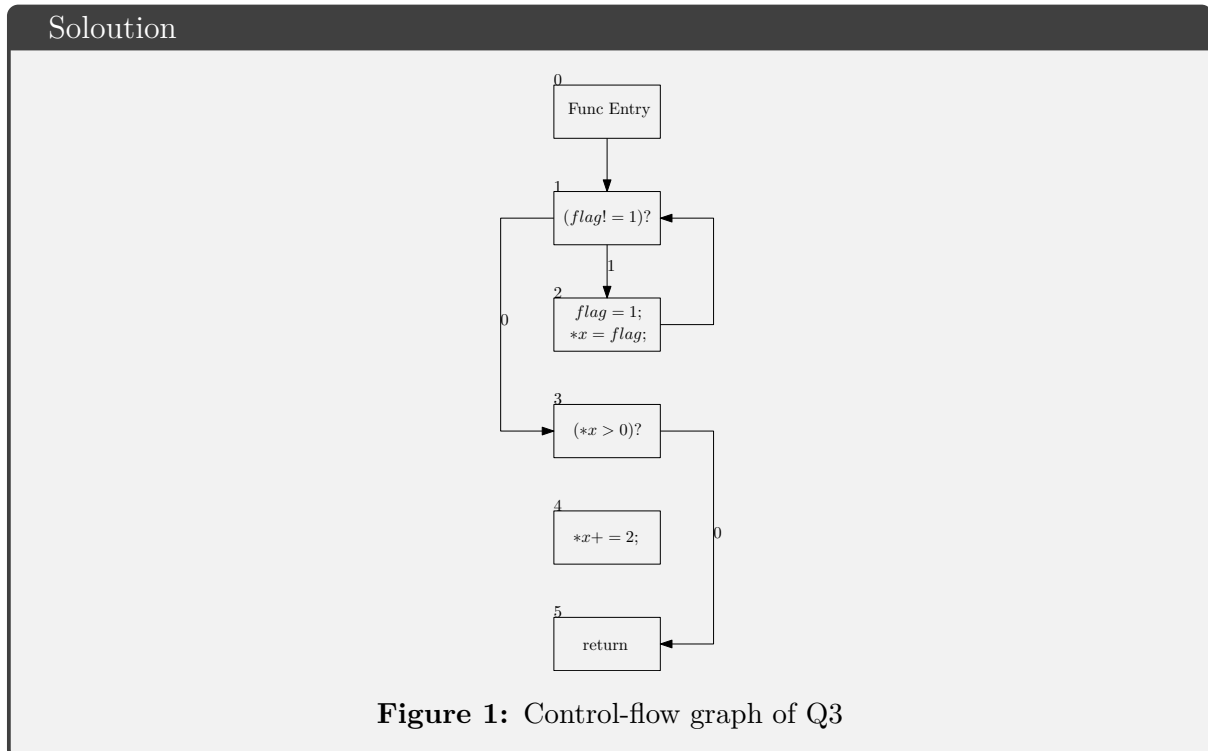 Soloution
0
Func Entry
1
(flag! = 1)?
1
2
flag = 1;
*x = flag;
0
3
(*x > 0)?
4
*x+ = 2;
0
5
return
Figure 1: Control-flow graph of Q3